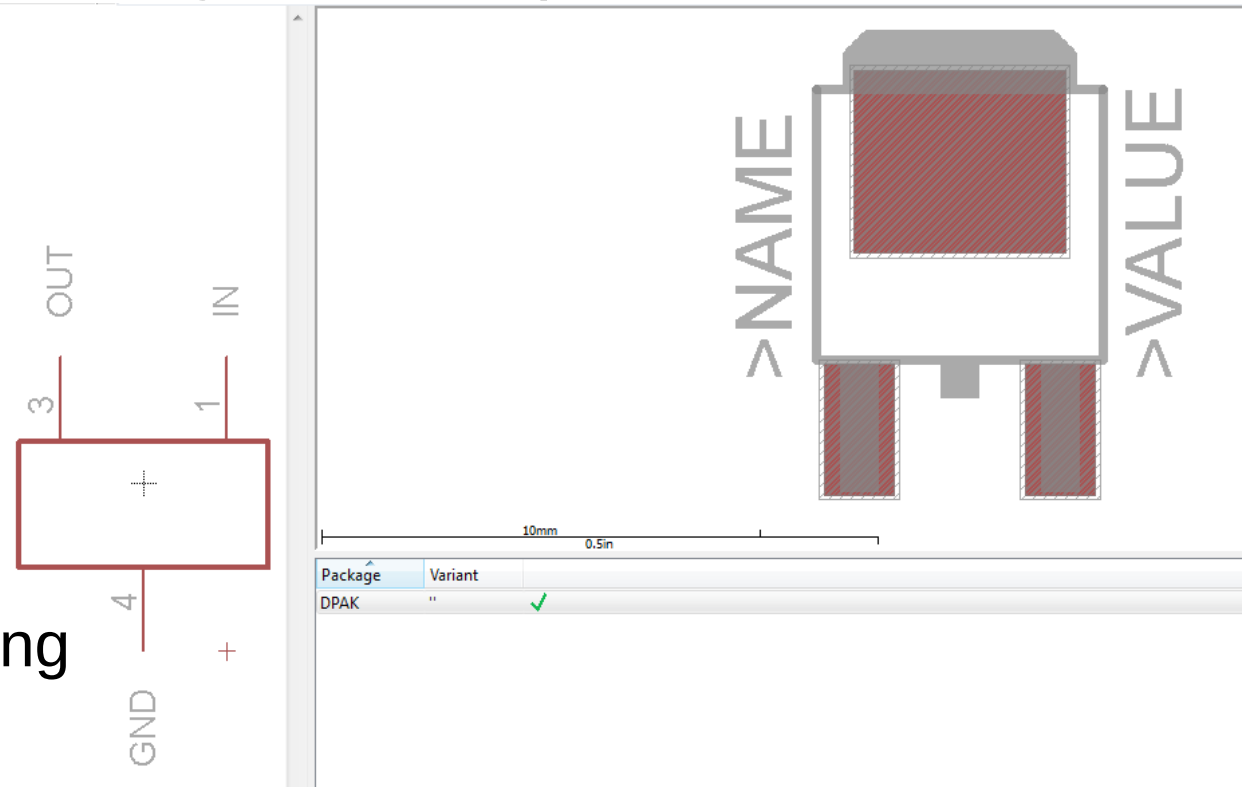 OUT
IN
3
1
4
GND
ng
>NAME
>VALUE
10mm
0.5in
Package Variant
DPAK ''